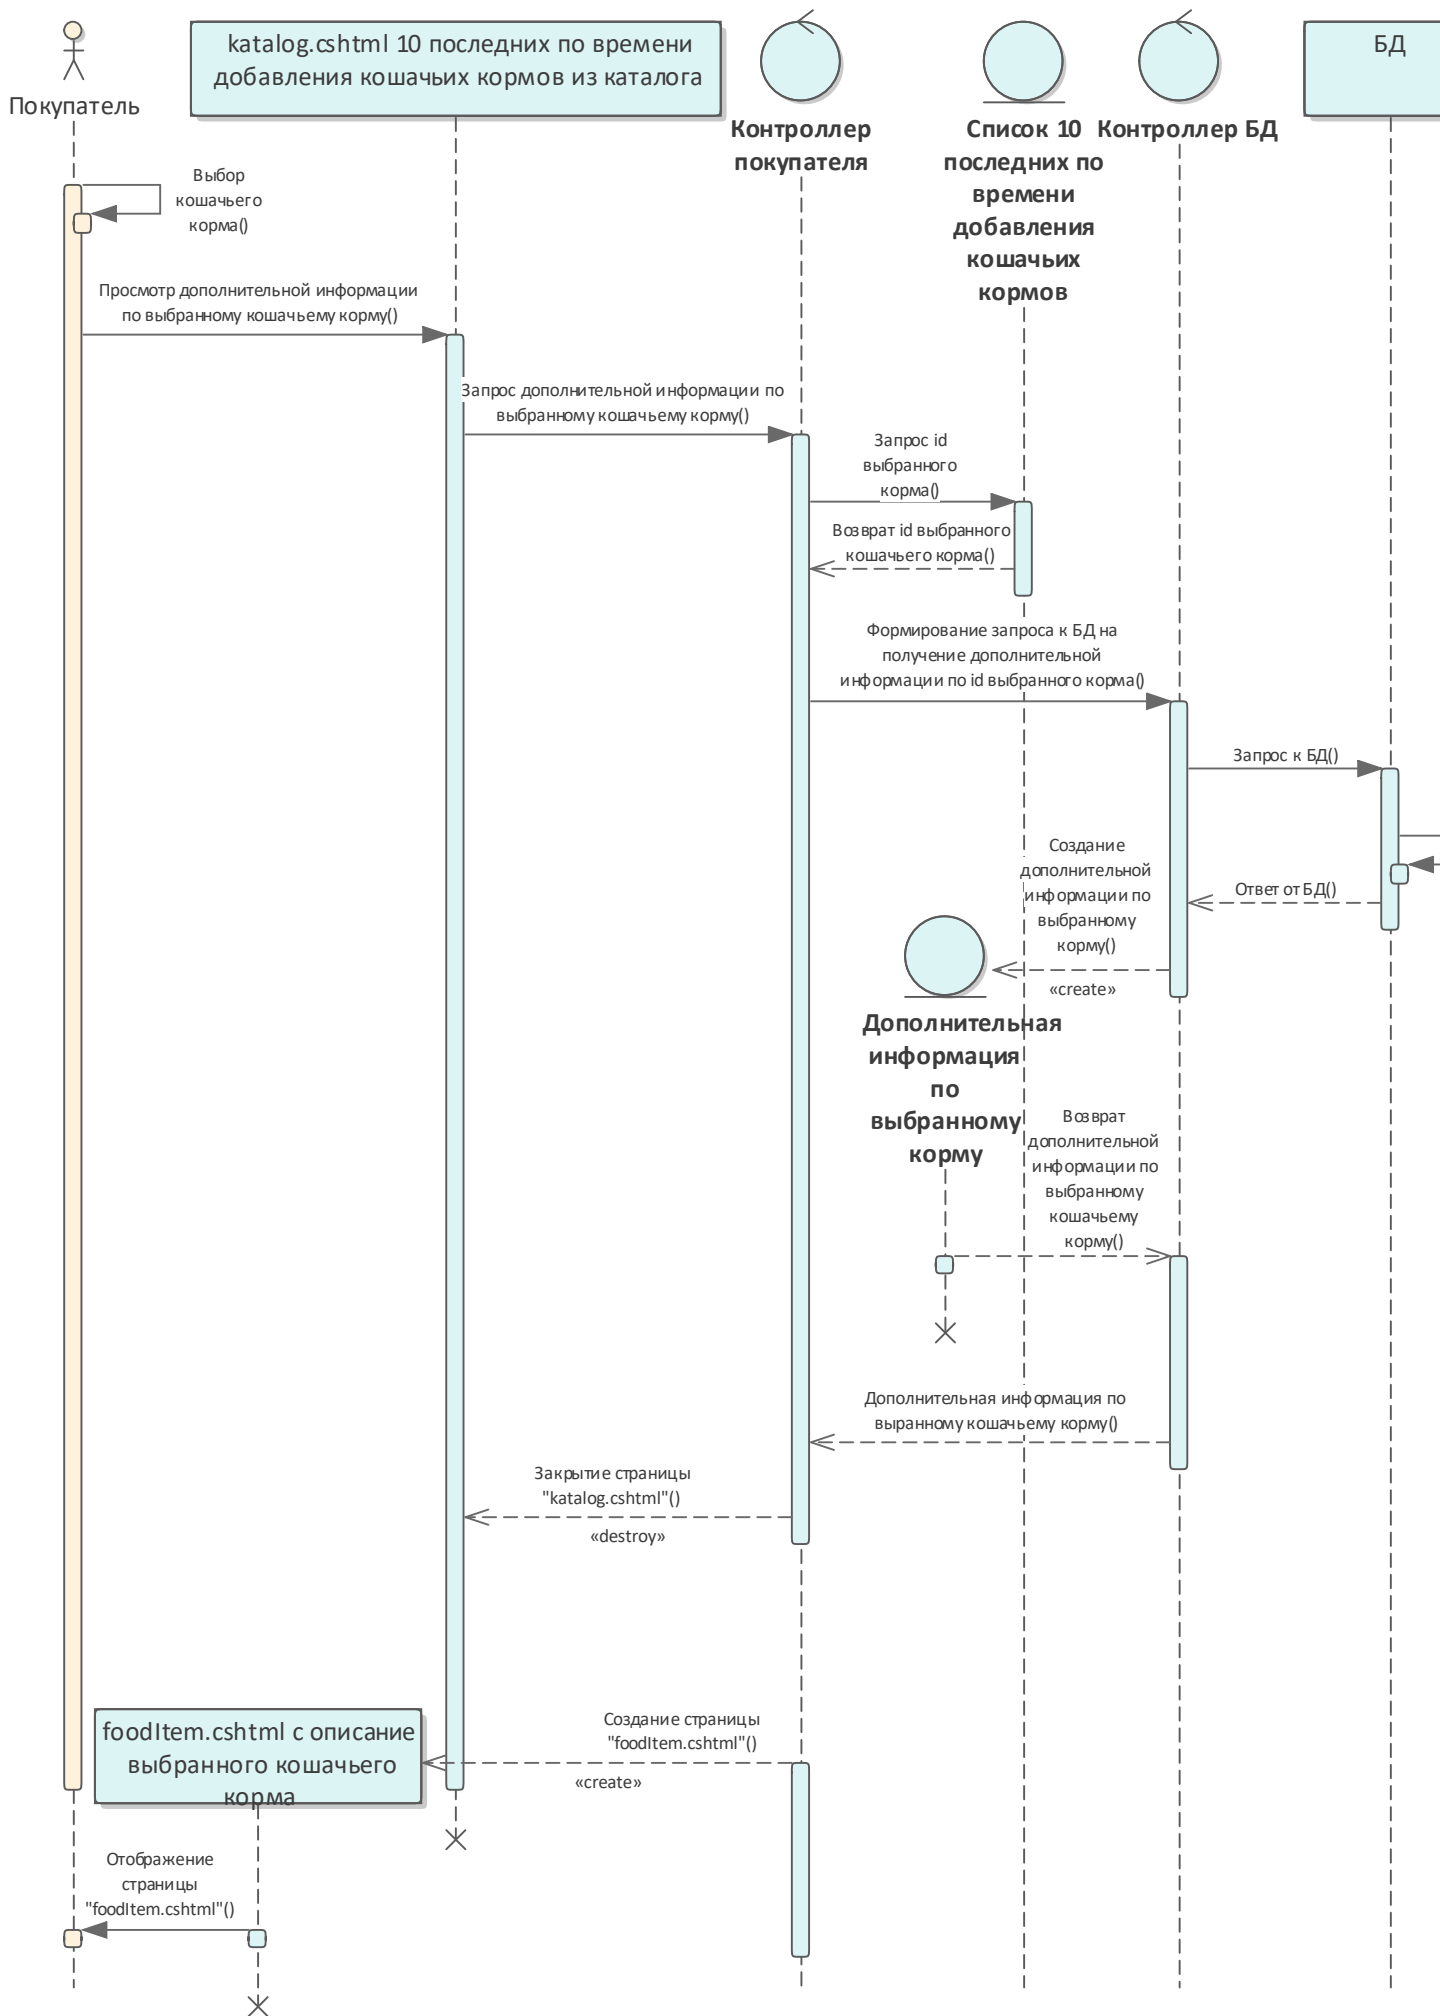 Покупатель
katalog.cshtml 10 последних по времени
добавления кошачьих кормов из каталога
Контроллер
покупателя
Список 10
последних по
времени
добавления
кошачьих
кормов
Контроллер БД
БД
Выбор
кошачьего
корма()
Просмотр дополнительной информации
по выбранному кошачьему корму()
Запрос дополнительной информации по
выбранному кошачьему корму()
Запрос id
выбранного
корма()
Возврат id выбранного
кошачьего корма()
Формирование запроса к БД на
получение дополнительной
информации по id выбранного корма()
Запрос к БД()
Ответ от БД()
Создание
дополнительной
информации по
выбранному
корму()
«create»
Дополнительная
информация
по
выбранному
корму
Возврат
дополнительной
информации по
выбранному
кошачьему
корму()
Дополнительная информация по
выранному кошачьему корму()
Закрытие страницы
"katalog.cshtml"()
«destroy»
Создание страницы
"foodItem.cshtml"()
«create»
foodItem.cshtml с описание
выбранного кошачьего
корма
Отображение
страницы
"foodItem.cshtml"()